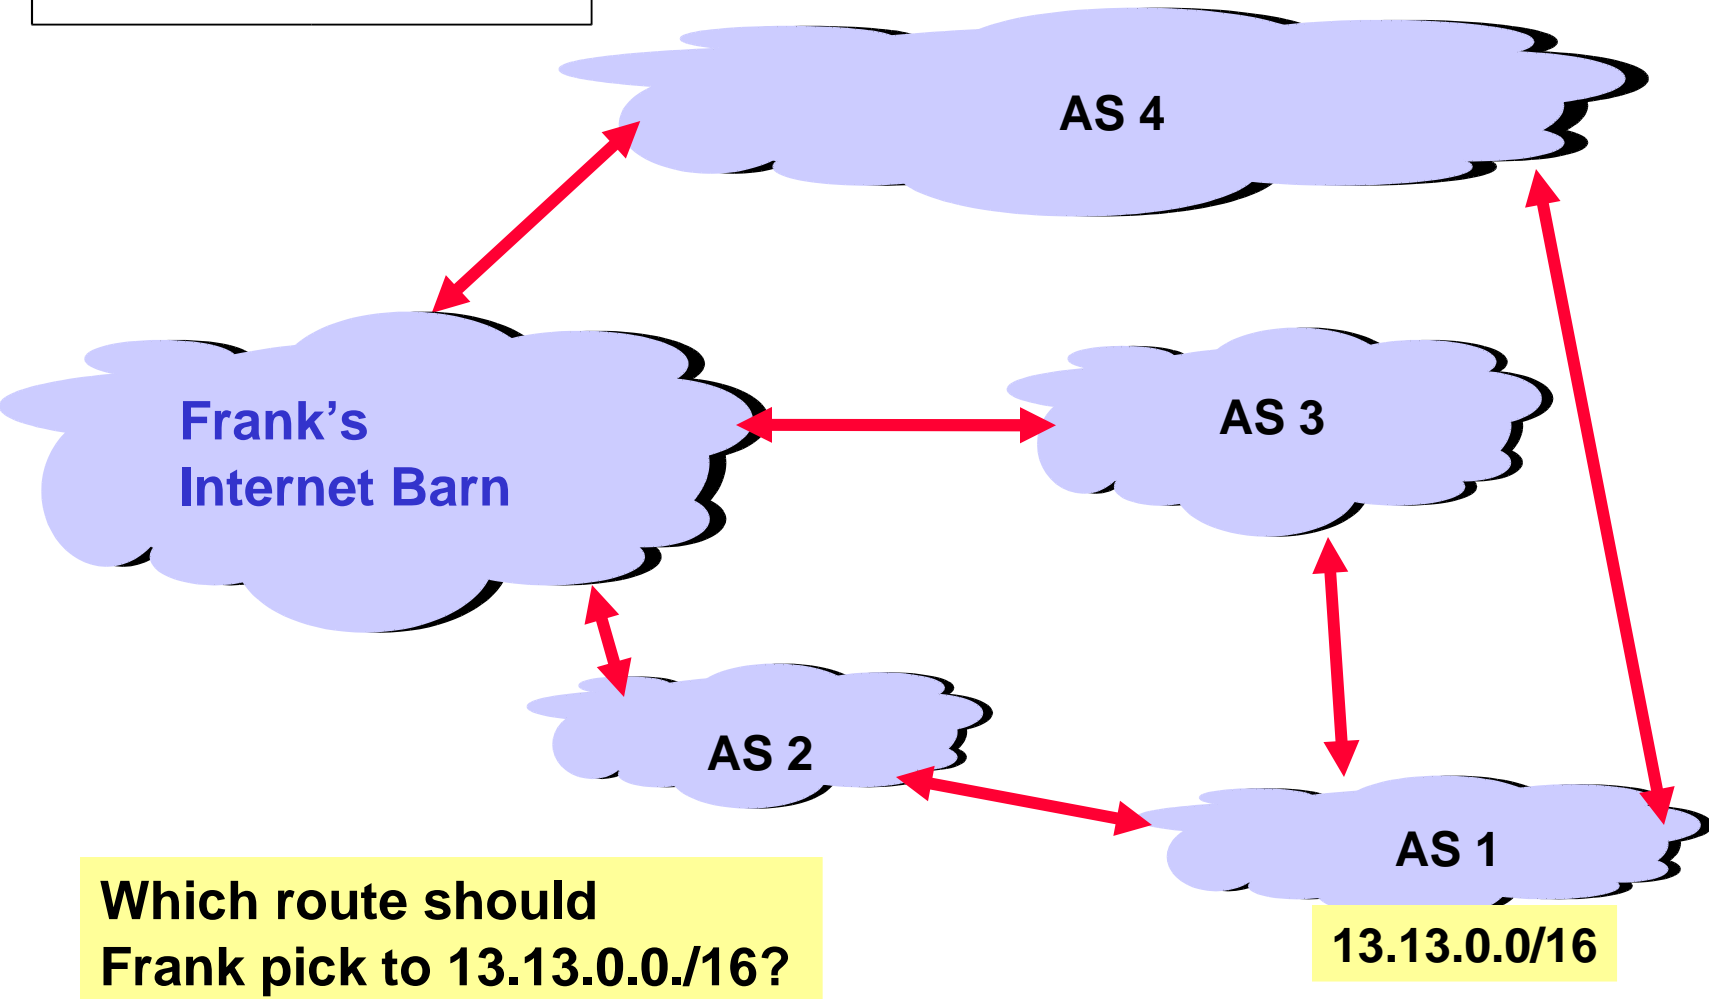 AS 4
Frank’s
Internet Barn
AS 3
AS 2
AS 1
Which route should
Frank pick to 13.13.0.0./16?
13.13.0.0/16